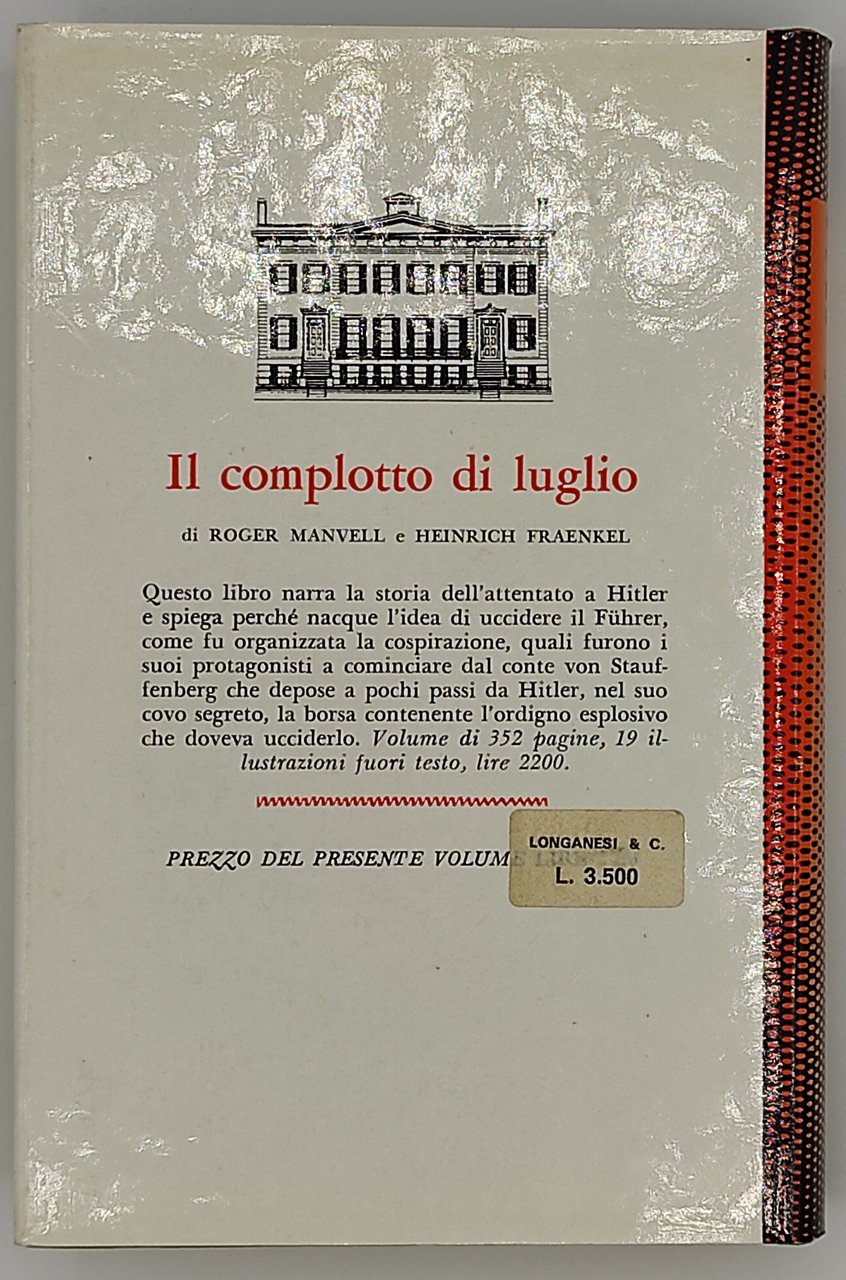 Il complotto di luglio
di ROGER MANVELL e HEINRICH FRAENKEL
Questo libro narra la storia dell'attentato a Hitler
e spiega perché nacque l'idea di uccidere il Führer,
come fu organizzata la cospirazione, quali furono i
suoi protagonisti a cominciare dal conte von Stauf-
fenberg che depose a pochi passi da Hitler, nel suo
covo segreto, la borsa contenente l'ordigno esplosivo
che doveva ucciderlo. Volume di 352 pagine, 19 il-
lustrazioni fuori testo, lire 2200.
PREZZO DEL PRESENTE VOLUME
LONGANESI & C.
L. 3.500